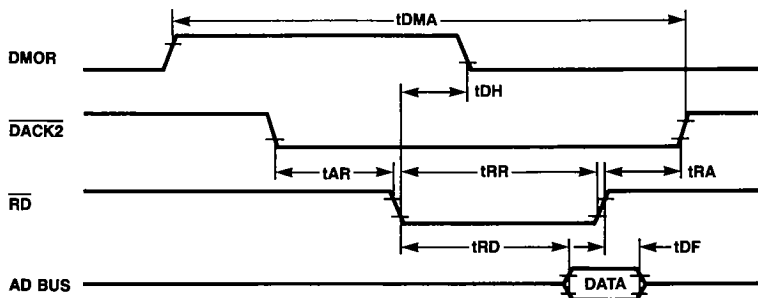 tDMA
DMOR
tDH
DACK2
tAR tRR tRA
RD
tRD tDF
AD BUS DATA